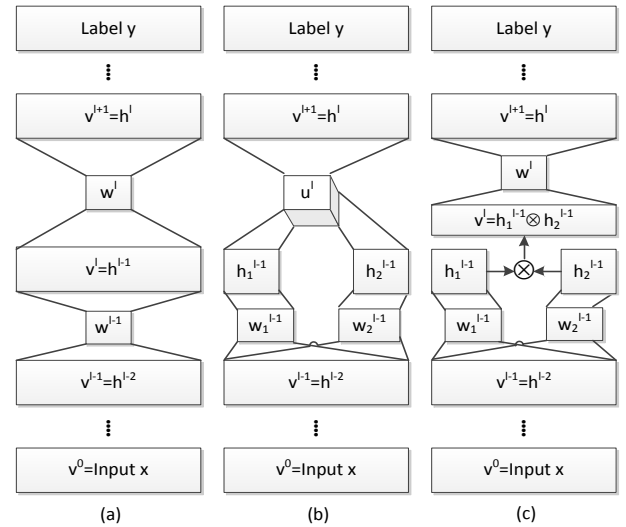 Label y
v^{l+1}=h^l
w^l
v^l=h^{l-1}
w^{l-1}
v^{l-1}=h^{l-2}
v^0=Input x
(a)
Label y
v^{l+1}=h^l
u^l
h_1^{l-1} h_2^{l-1}
w_1^{l-1} w_2^{l-1}
v^{l-1}=h^{l-2}
v^0=Input x
(b)
Label y
v^{l+1}=h^l
w^l
v^l=h_1^{l-1}⊗h_2^{l-1}
h_1^{l-1} ⊗ h_2^{l-1}
w_1^{l-1} w_2^{l-1}
v^{l-1}=h^{l-2}
v^0=Input x
(c)